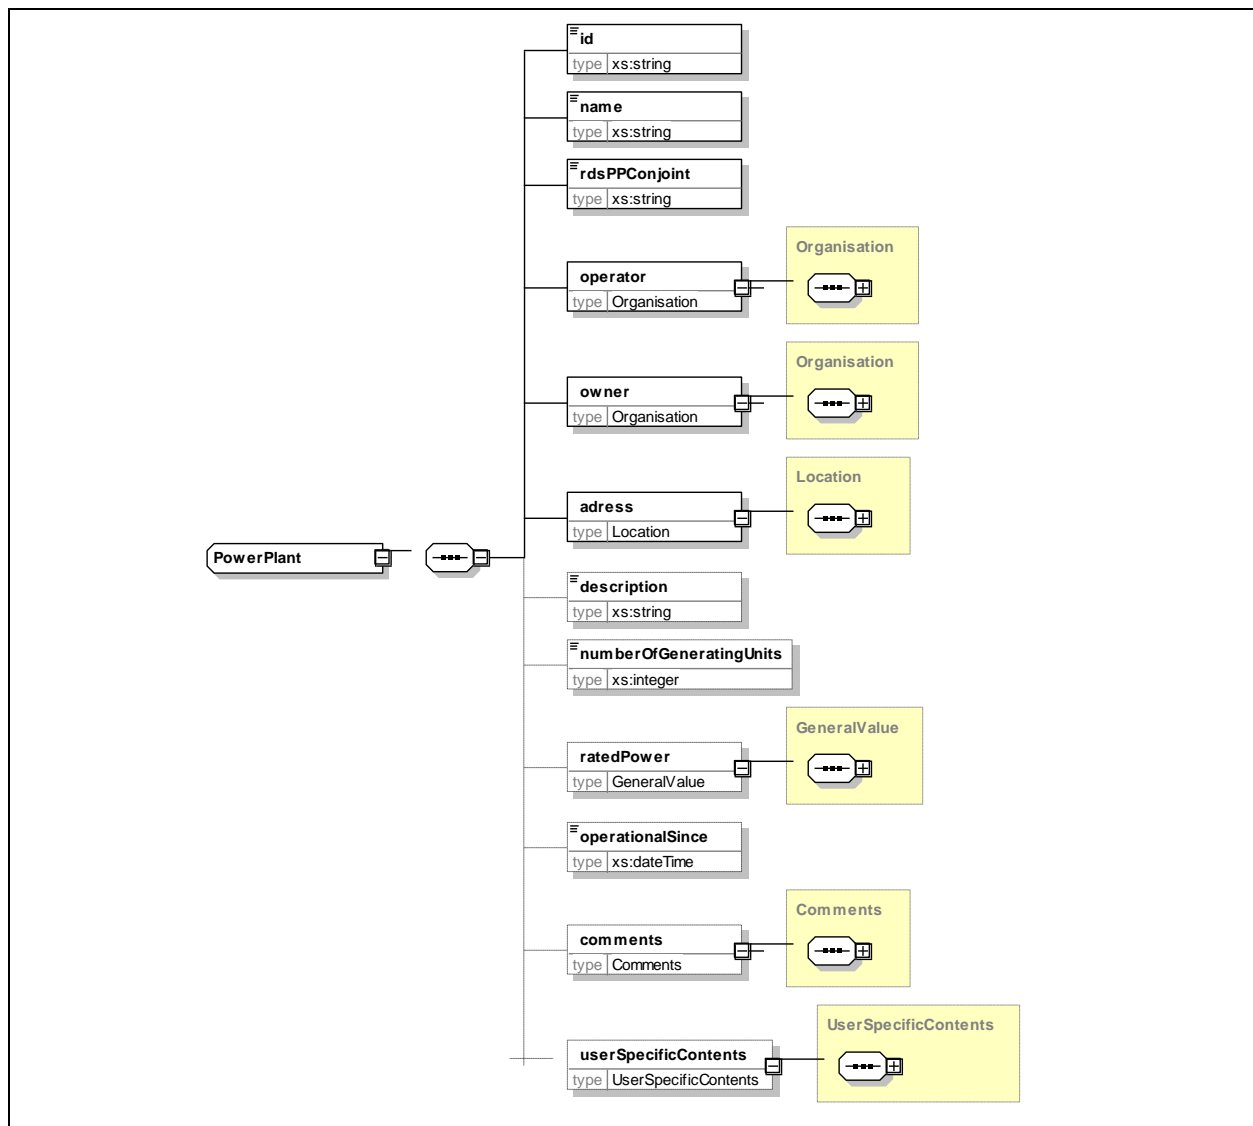 id
type xs:string
name
type xs:string
rdsPPConjoint
type xs:string
Organisation
operator
type Organisation
Organisation
owner
type Organisation
Location
adress
type Location
PowerPlant
description
type xs:string
numberOfGeneratingUnits
type xs:integer
GeneralValue
ratedPower
type GeneralValue
operationalSince
type xs:dateTime
Comments
comments
type Comments
UserSpecificContents
userSpecificContents
type UserSpecificContents